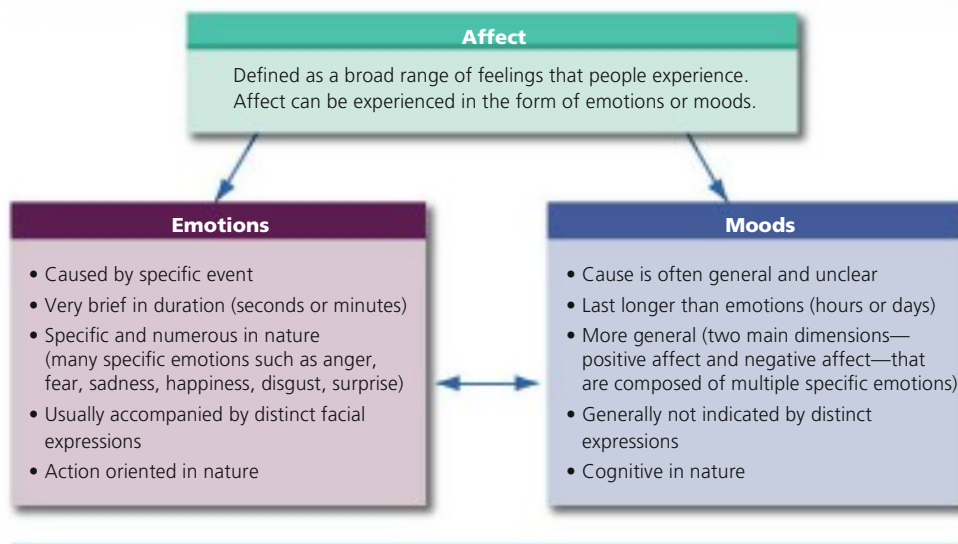 Affect
Defined as a broad range of feelings that people experience.
Affect can be experienced in the form of emotions or moods.
Emotions
• Caused by specific event
• Very brief in duration (seconds or minutes)
• Specific and numerous in nature
(many specific emotions such as anger,
fear, sadness, happiness, disgust, surprise)
• Usually accompanied by distinct facial
expressions
• Action oriented in nature
Moods
• Cause is often general and unclear
• Last longer than emotions (hours or days)
• More general (two main dimensions—
positive affect and negative affect—that
are composed of multiple specific emotions)
• Generally not indicated by distinct
expressions
• Cognitive in nature